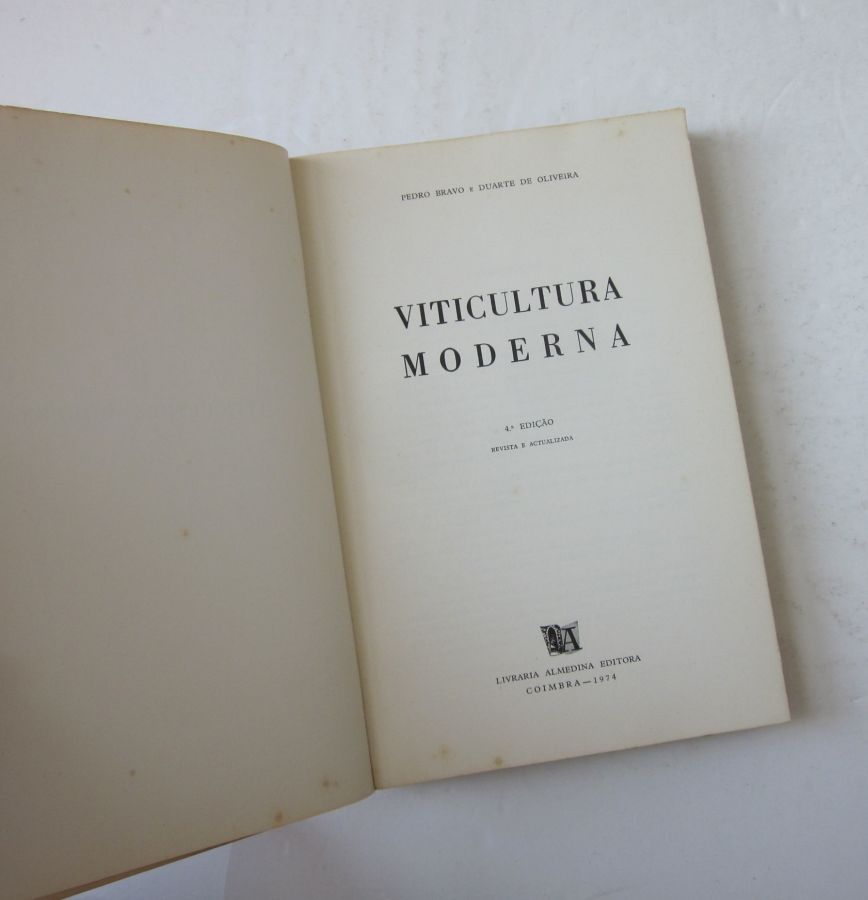 PEDRO BRAVO E DUARTE DE OLIVEIRA
VITICULTURA
MODERNA
4.ª EDIÇÃO
REVISTA E ACTUALIZADA
A
LIVRARIA ALMEDINA EDITORA
COIMBRA—1974